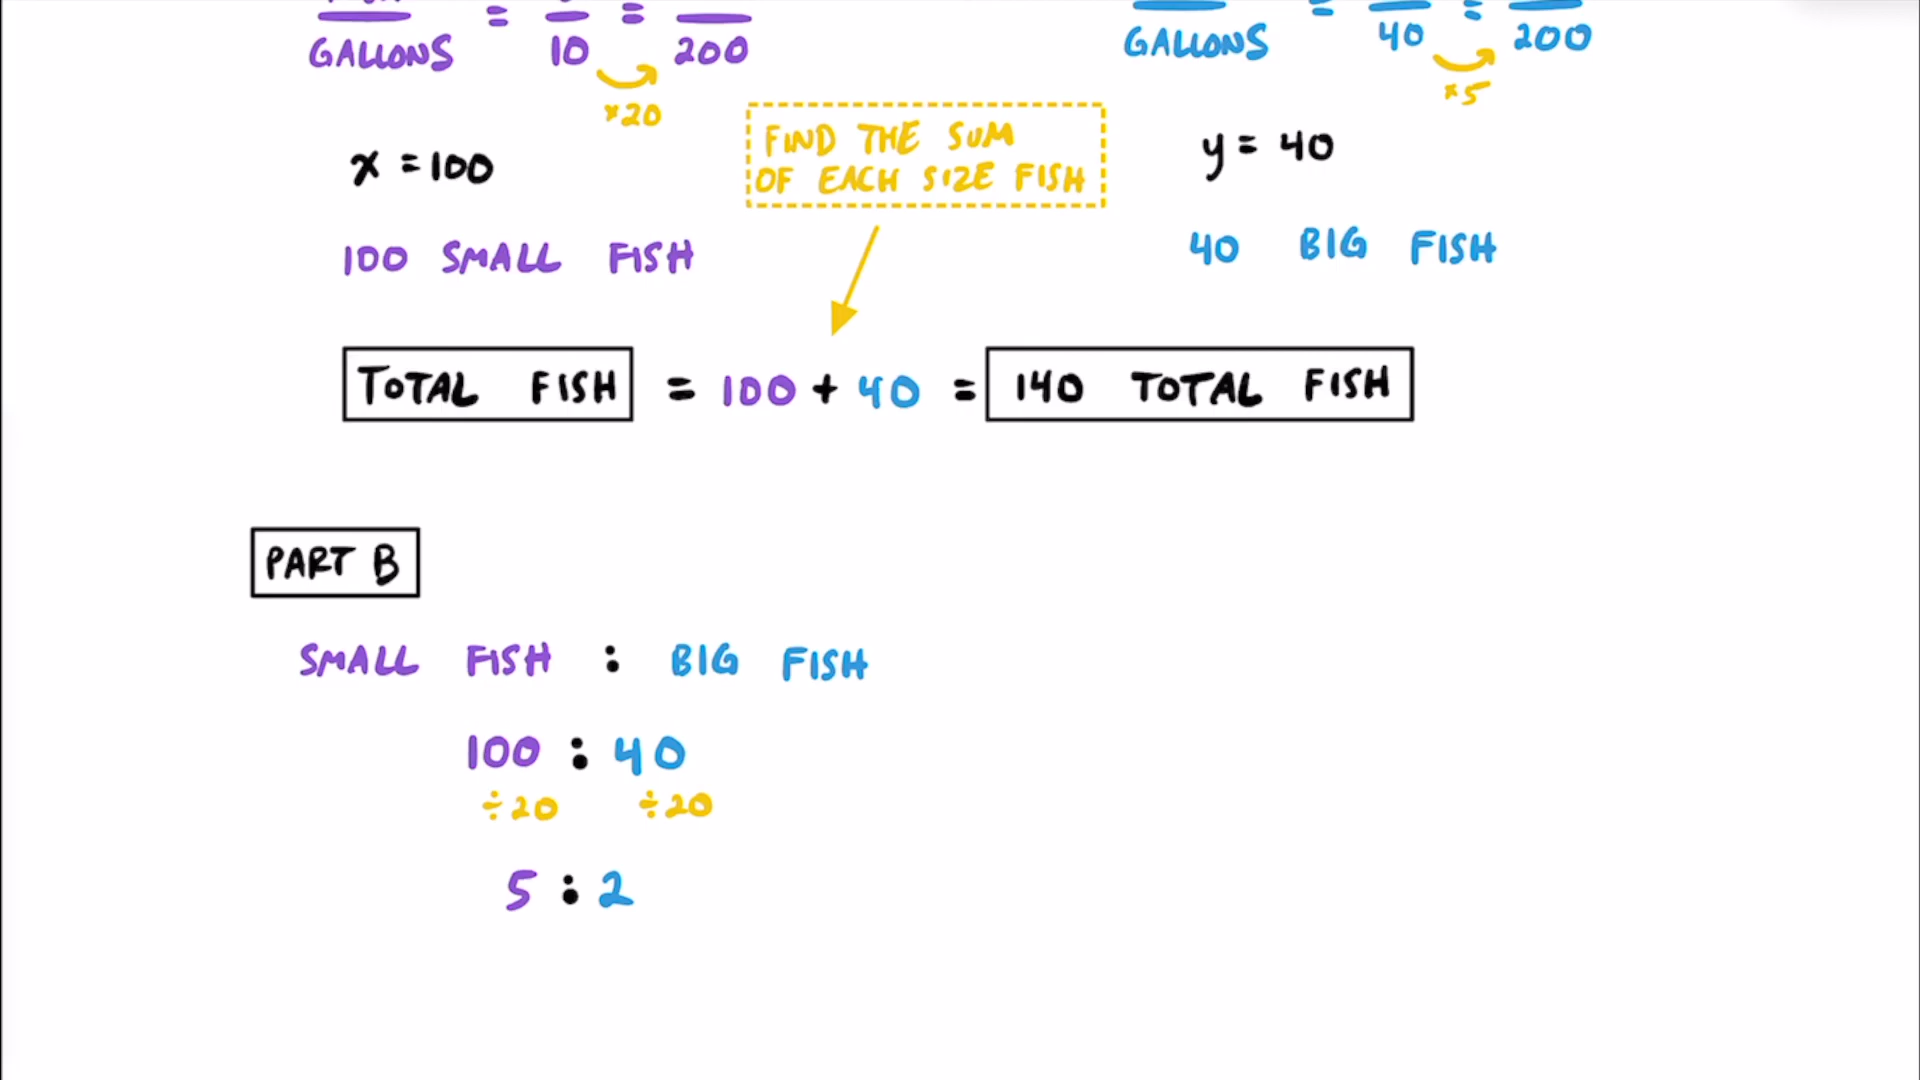 GALLONS = 10 = 200
×20
GALLONS = 40 = 200
×5
x = 100
FIND THE SUM
OF EACH SIZE FISH
y = 40
100 SMALL FISH
40 BIG FISH
TOTAL FISH = 100 + 40 = 140 TOTAL FISH
PART B
SMALL FISH : BIG FISH
100 : 40
÷20 ÷20
5 : 2